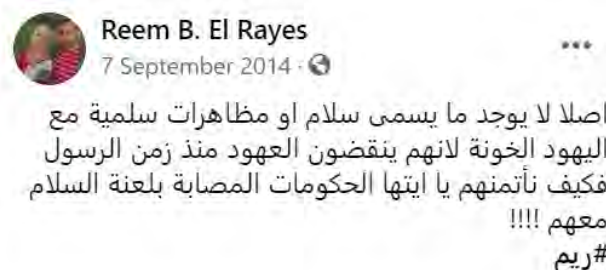 Reem B. El Rayes
7 September 2014 ·
اصلا لا يوجد ما يسمى سلام او مظاهرات سلمية مع
اليهود الخونة لانهم ينقضون العهود منذ زمن الرسول
فكيف نأتمنهم يا ايتها الحكومات المصابة بلعنة السلام
معهم !!!!
#ريم